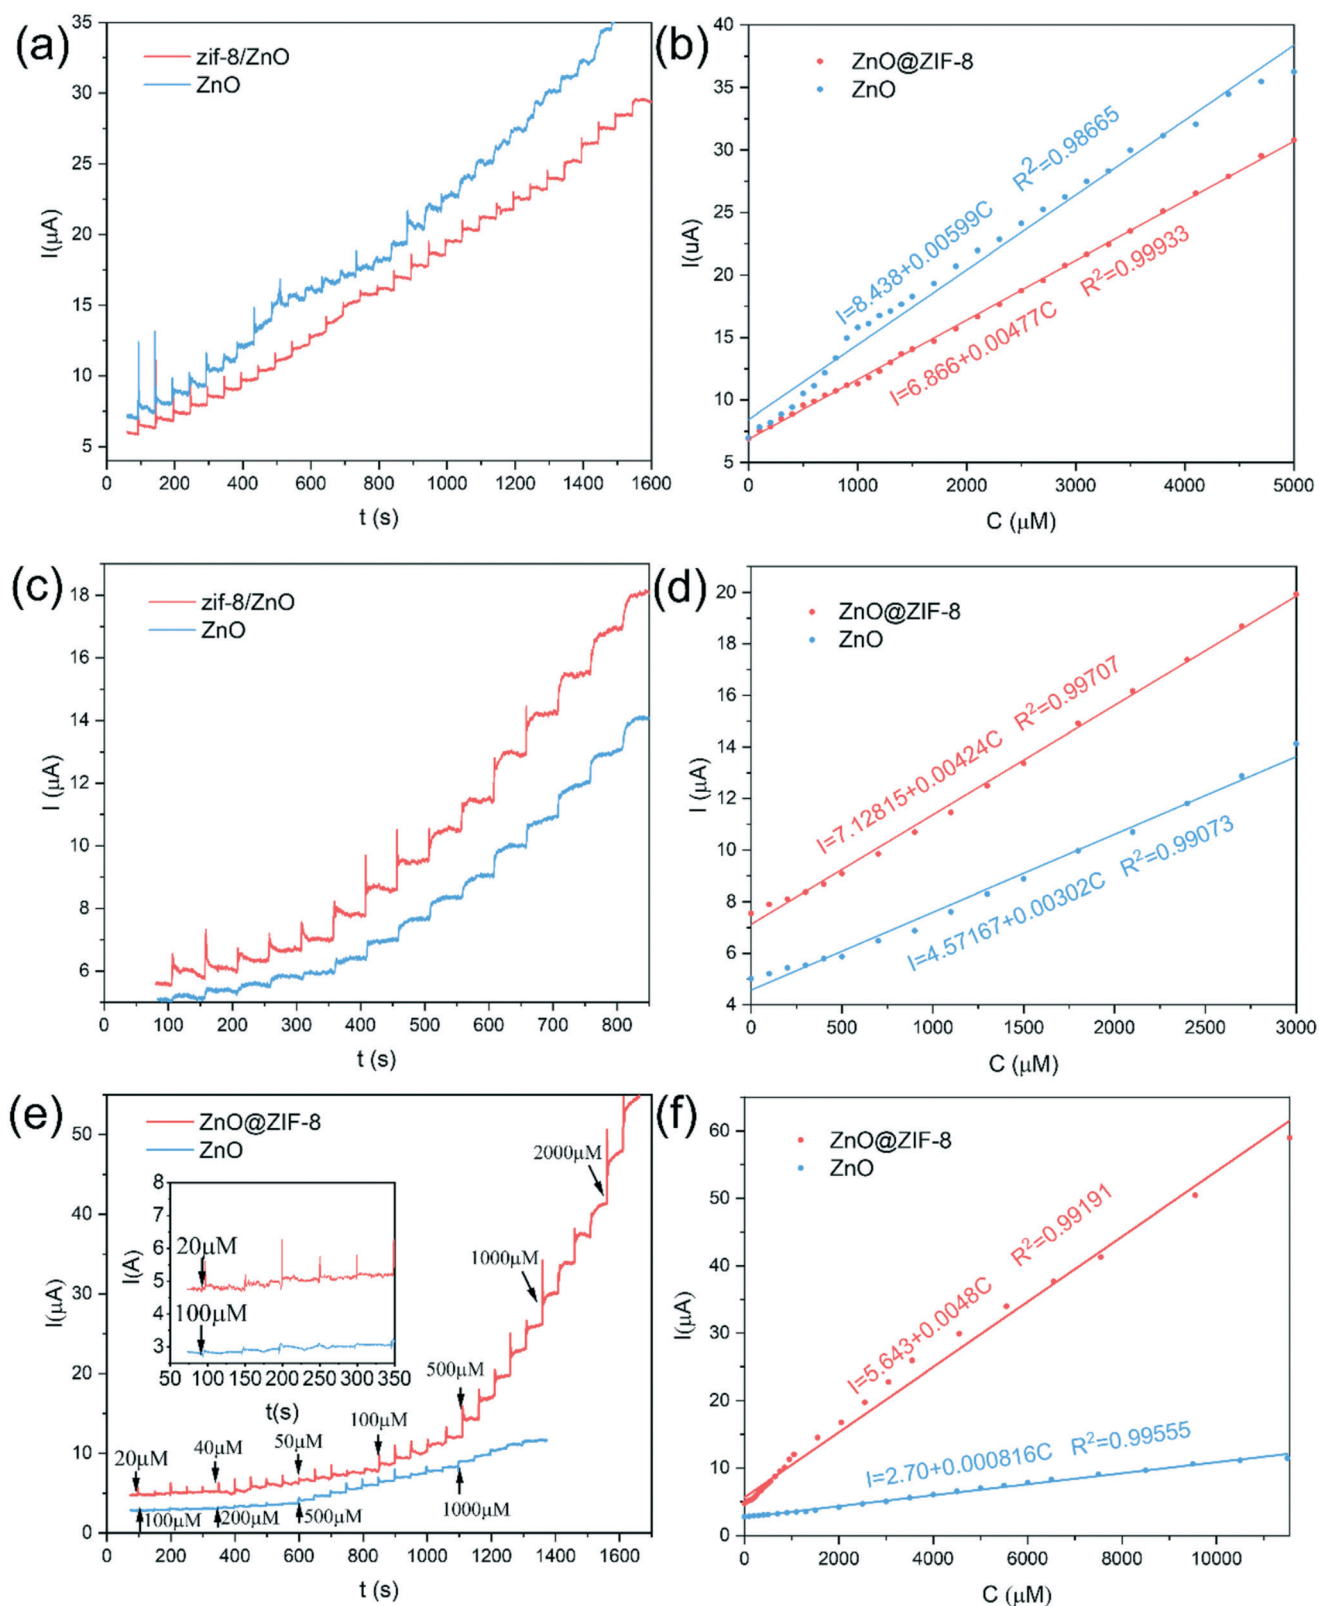 (a)
zif-8/ZnO
ZnO
I(μA)
35
30
25
20
15
10
5
0 200 400 600 800 1000 1200 1400 1600
t (s)
(b)
ZnO@ZIF-8
ZnO
I=8.438+0.00599C R²=0.98665
I=6.866+0.00477C R²=0.99933
I(uA)
40
35
30
25
20
15
10
5
0 1000 2000 3000 4000 5000
C (μM)
(c)
zif-8/ZnO
ZnO
I (μA)
18
16
14
12
10
8
6
0 100 200 300 400 500 600 700 800
t (s)
(d)
ZnO@ZIF-8
ZnO
I=7.12815+0.00424C R²=0.99707
I=4.57167+0.00302C R²=0.99073
I (μA)
20
18
16
14
12
10
8
6
4
0 500 1000 1500 2000 2500 3000
C (μM)
(e)
ZnO@ZIF-8
ZnO
I(μA)
50
40
30
20
10
0
I(A)
8
7
6
5
4
3
20μM
100μM
50 100 150 200 250 300 350
t(s)
2000μM
1000μM
500μM
100μM
50μM
40μM
20μM
100μM
200μM
500μM
1000μM
0 200 400 600 800 1000 1200 1400 1600
t (s)
(f)
ZnO@ZIF-8
ZnO
I=5.643+0.0048C R²=0.99191
I=2.70+0.000816C R²=0.99555
I(μA)
60
50
40
30
20
10
0
0 2000 4000 6000 8000 10000
C (μM)